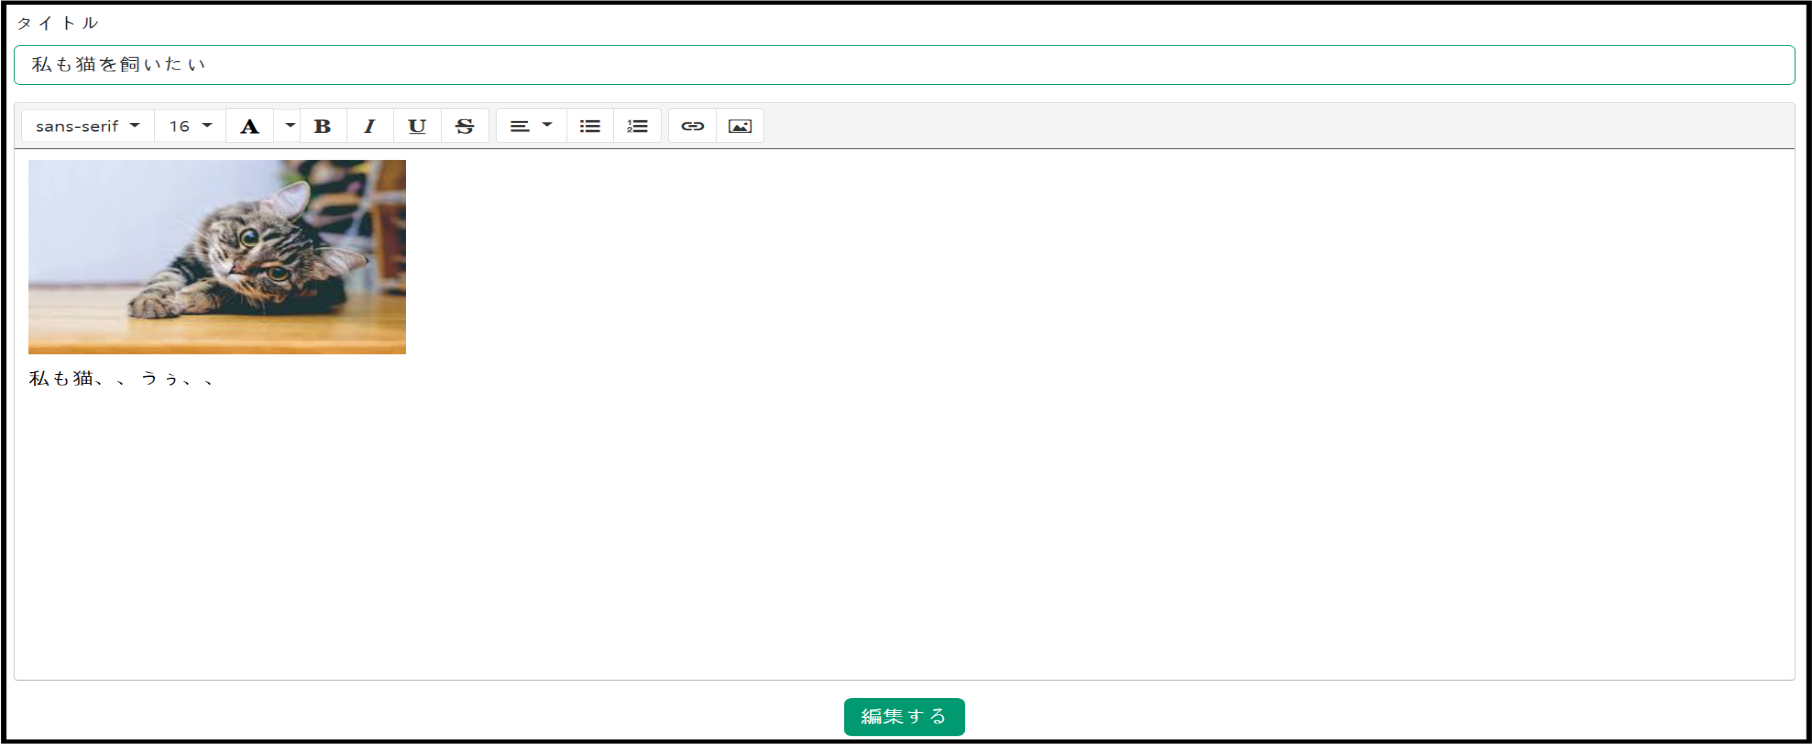 タイトル
私も猫を飼いたい
sans-serif 16 A B I U S
私も猫、、うぅ、、
編集する